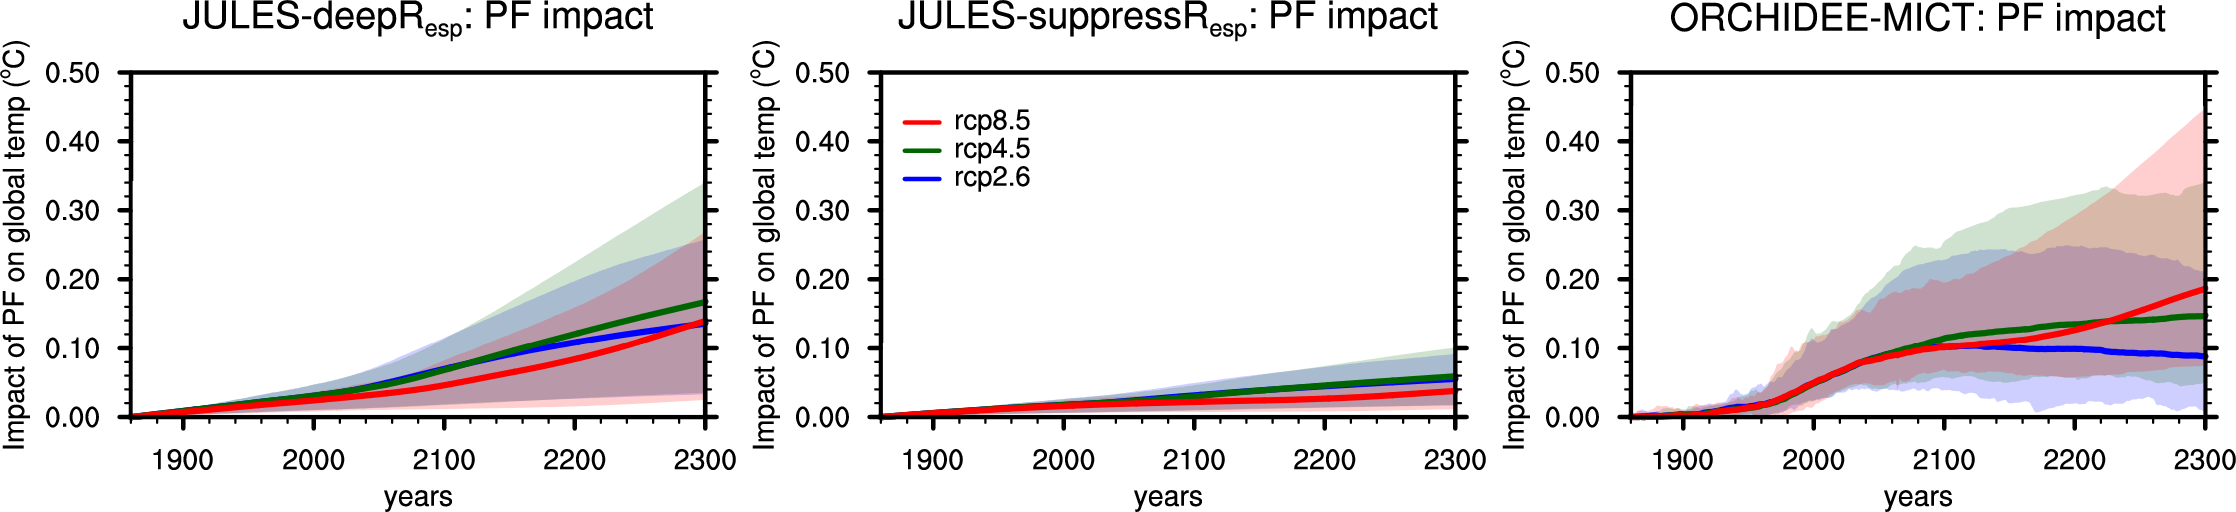 JULES-deepResp: PF impact
Impact of PF on global temp (°C)
0.50
0.40
0.30
0.20
0.10
0.00
1900 2000 2100 2200 2300
years
JULES-suppressResp: PF impact
Impact of PF on global temp (°C)
0.50
0.40
0.30
0.20
0.10
0.00
rcp8.5
rcp4.5
rcp2.6
1900 2000 2100 2200 2300
years
ORCHIDEE-MICT: PF impact
Impact of PF on global temp (°C)
0.50
0.40
0.30
0.20
0.10
0.00
1900 2000 2100 2200 2300
years